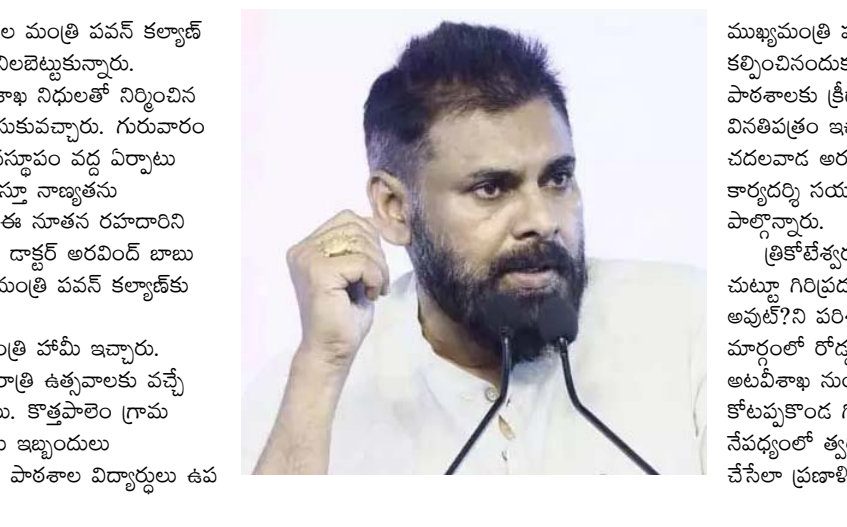 ల మంత్రి పవన్ కల్యాణ్
నిలబెట్టుకున్నారు.
శాఖ నిధులతో నిర్మించిన
సుకువచ్చారు. గురువారం
స్థూపం వద్ద ఏర్పాటు
స్తూ నాణ్యతను
ఈ నూతన రహదారిని
డాక్టర్ అరవింద్ బాబు
మంత్రి పవన్ కల్యాణ్‌కు
త్రి హామీ ఇచ్చారు.
రాత్రి ఉత్సవాలకు వచ్చే
కొత్తపాలెం గ్రామ
ఇబ్బందులు
పాఠశాల విద్యార్థులు ఉప
ముఖ్యమంత్రి
కల్పించినందుక
పాఠశాలకు క్రీ
వినతిపత్రం ఇ
చదలవాడ అర
కార్యదర్శి సయ
పాల్గొన్నారు.
త్రికోటేశ్వర
చుట్టూ గిరిప్రద
అవుట్?ని పరి
మార్గంలో రోడ్డ
అటవీశాఖ నుం
కోటప్పకొండ గి
నేపధ్యంలో త్వ
చేసేలా ప్రణాళి